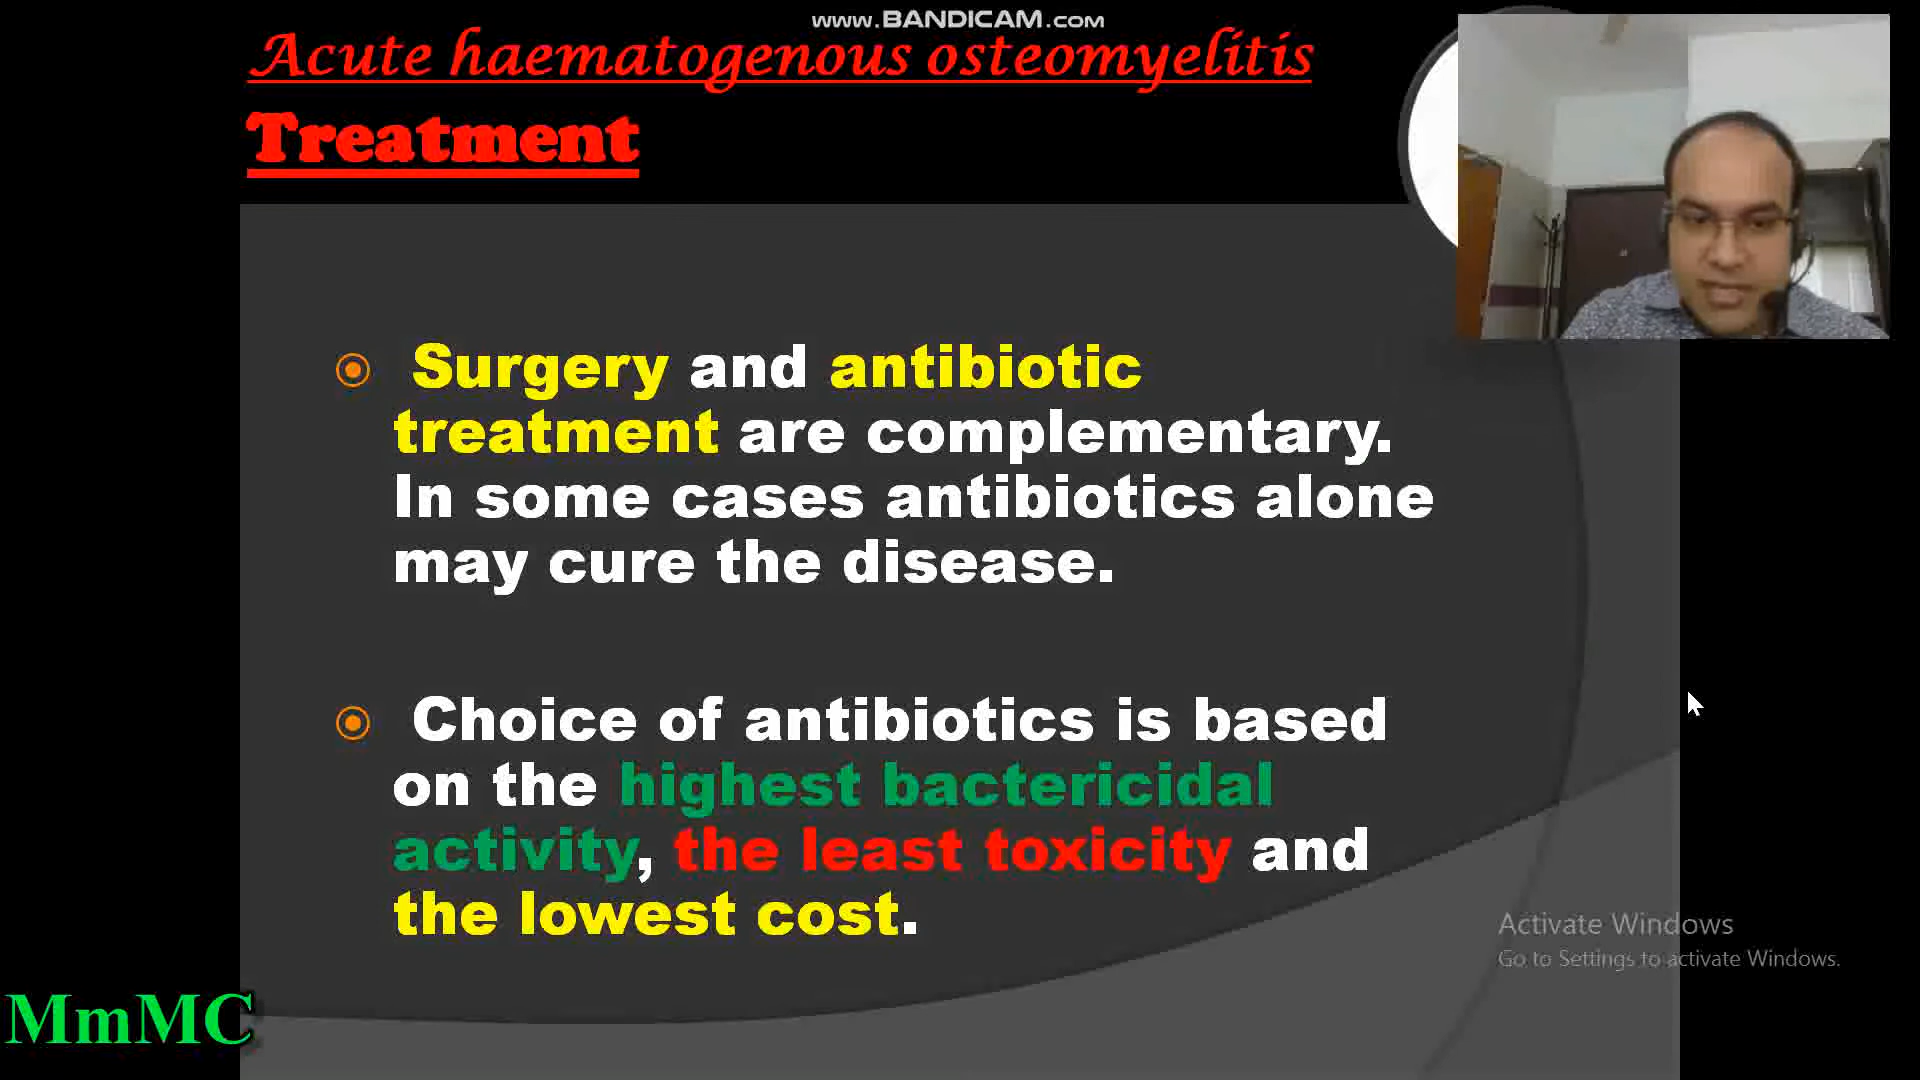 www.BANDICAM.com
Acute haematogenous osteomyelitis
Treatment
Surgery and antibiotic
treatment are complementary.
In some cases antibiotics alone
may cure the disease.
Choice of antibiotics is based
on the highest bactericidal
activity, the least toxicity and
the lowest cost.
Activate Windows
Go to Settings to activate Windows.
MmMC